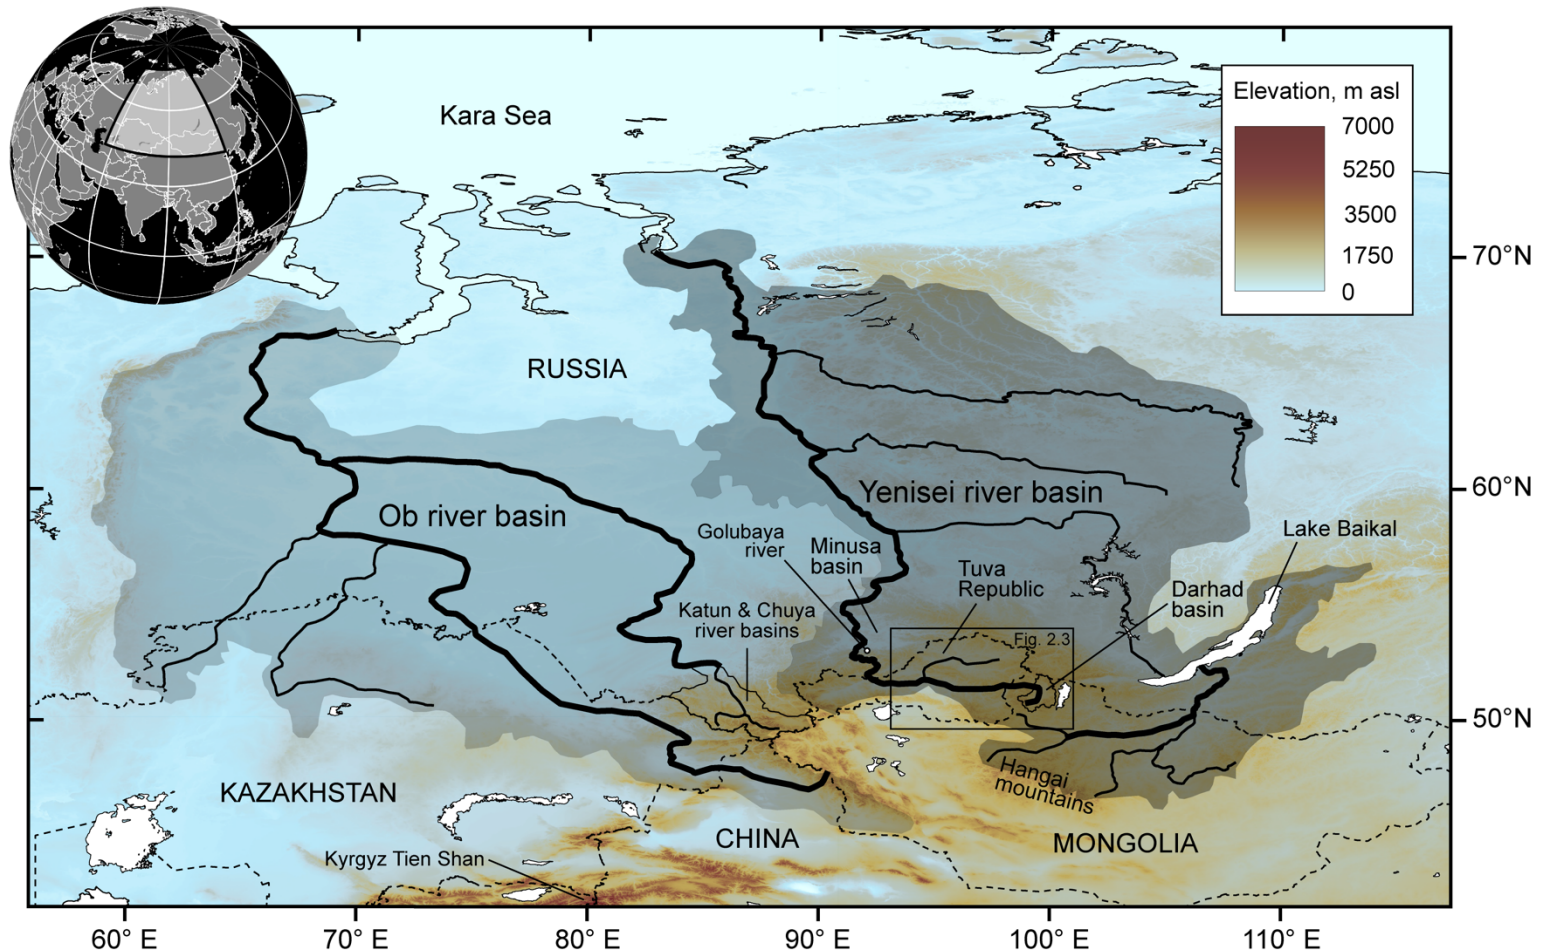 Kara Sea
Elevation, m asl
7000
5250
3500
1750
0
70°N
RUSSIA
60°N
Yenisei river basin
Ob river basin
Golubaya
river
Minusa
basin
Lake Baikal
Tuva
Republic
Darhad
basin
Katun & Chuya
river basins
Fig. 2.3
50°N
Hangai
mountains
KAZAKHSTAN
CHINA
MONGOLIA
Kyrgyz Tien Shan
60° E
70° E
80° E
90° E
100° E
110° E